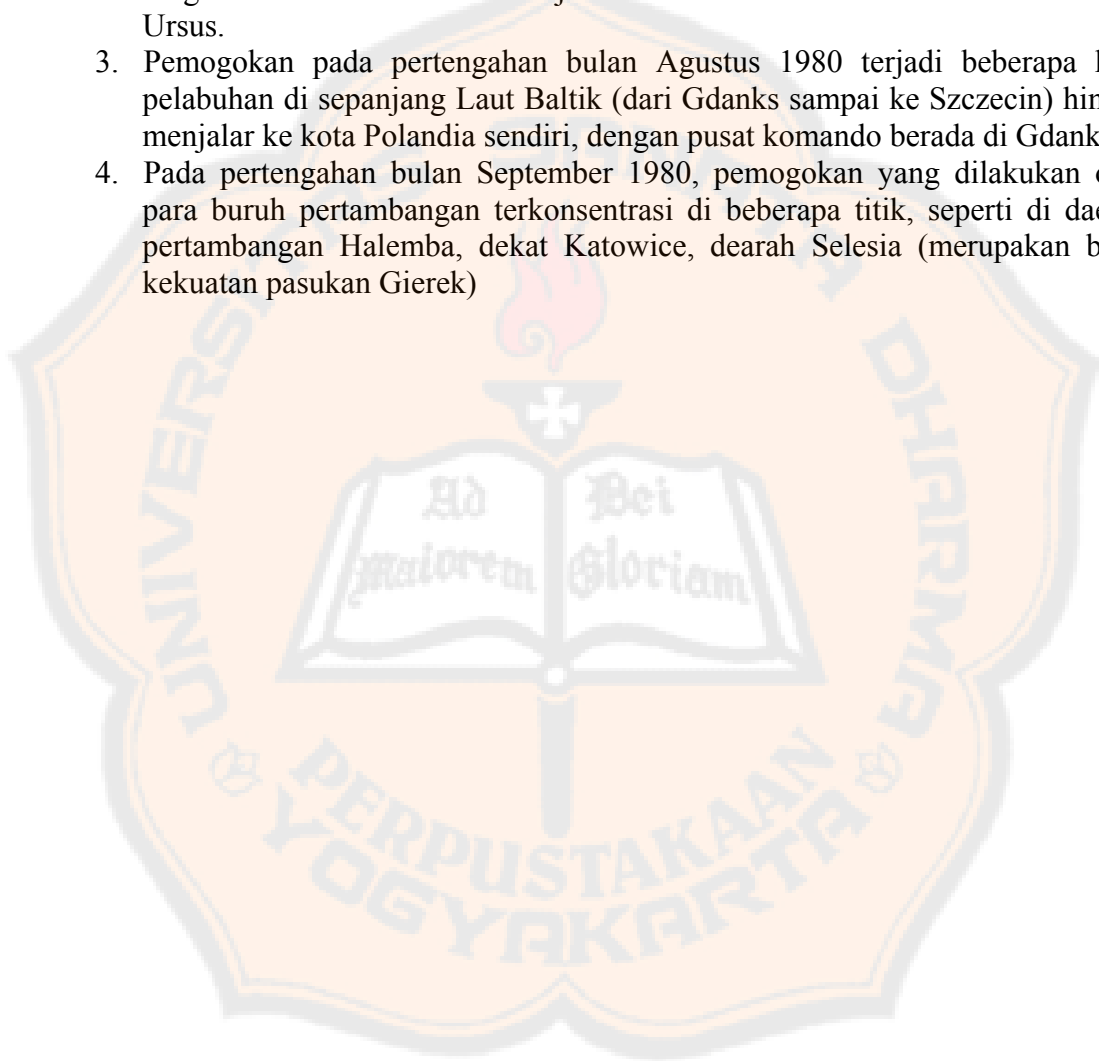 Ursus.
3. Pemogokan pada pertengahan bulan Agustus 1980 terjadi beberapa
pelabuhan di sepanjang Laut Baltik (dari Gdanks sampai ke Szczecin)
menjalar ke kota Polandia sendiri, dengan pusat komando berada di Gdank
4. Pada pertengahan bulan September 1980, pemogokan yang dilakukan
para buruh pertambangan terkonsentrasi di beberapa titik, seperti di
pertambangan Halemba, dekat Katowice, dearah Selesia (merupakan
kekuatan pasukan Gierek)
UNIVERSITAS SANATA DHARMA
Ad Dei
Maiorem Gloriam
PERPUSTAKAAN
YOGYAKARTA